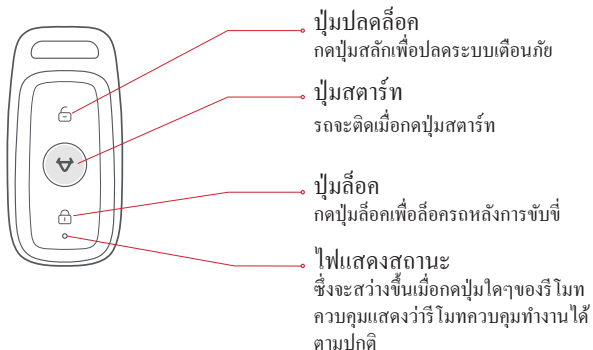 ปุ่มปลดล็อค
กดปุ่มสลักเพื่อปลดระบบเตือนภัย
ปุ่มสตาร์ท
รถจะติดเมื่อกดปุ่มสตาร์ท
ปุ่มล็อค
กดปุ่มล็อคเพื่อล็อครถหลังการขับขี่
ไฟแสดงสถานะ
ซึ่งจะสว่างขึ้นเมื่อกดปุ่มใดๆของรีโมท
ควบคุมแสดงว่ารีโมทควบคุมทำงานได้
ตามปกติ